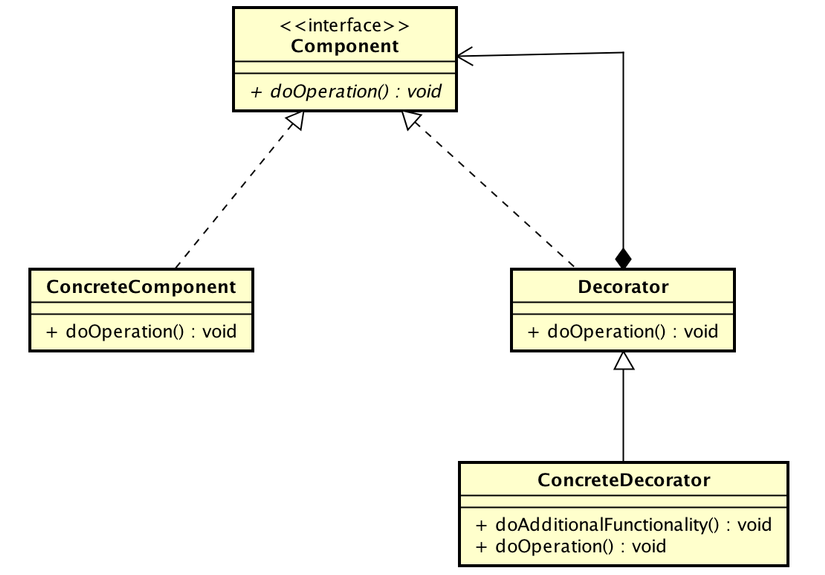 <<interface>>
Component
+ doOperation() : void
ConcreteComponent
+ doOperation() : void
Decorator
+ doOperation() : void
ConcreteDecorator
+ doAdditionalFunctionality() : void
+ doOperation() : void